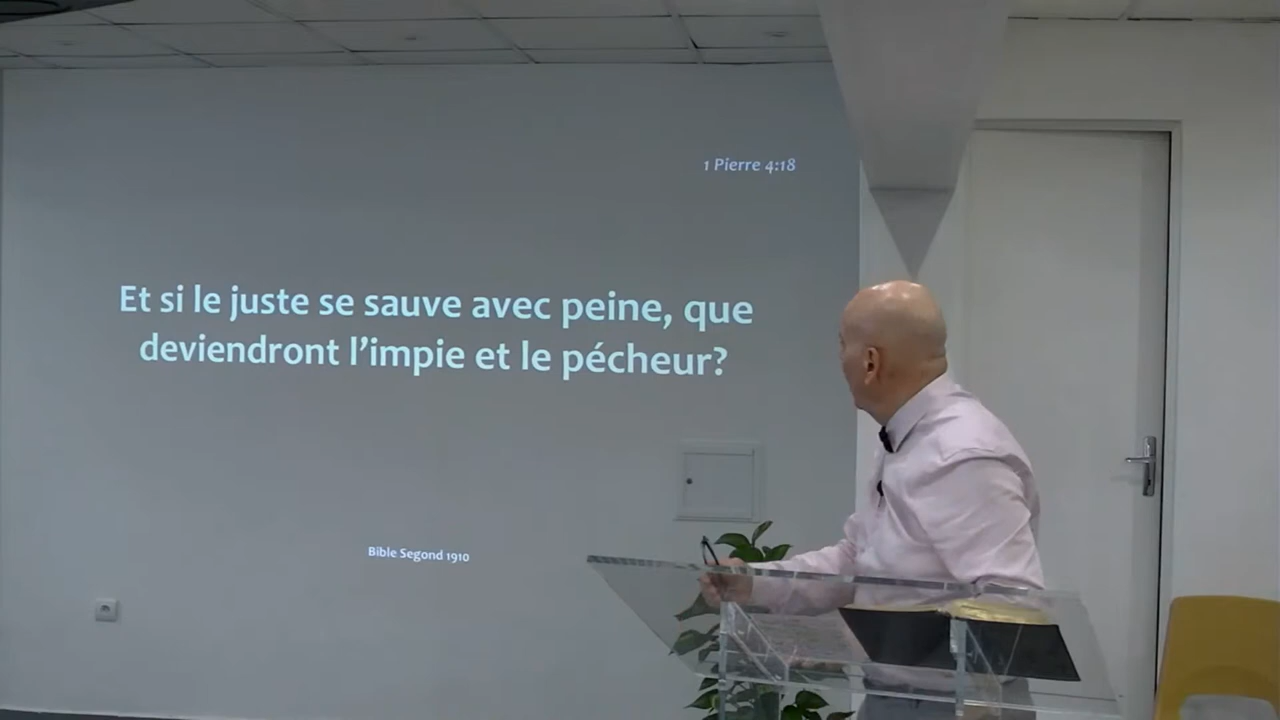 1 Pierre 4:18
Et si le juste se sauve avec peine, que
deviendront l’impie et le pécheur?
Bible Segond 1910